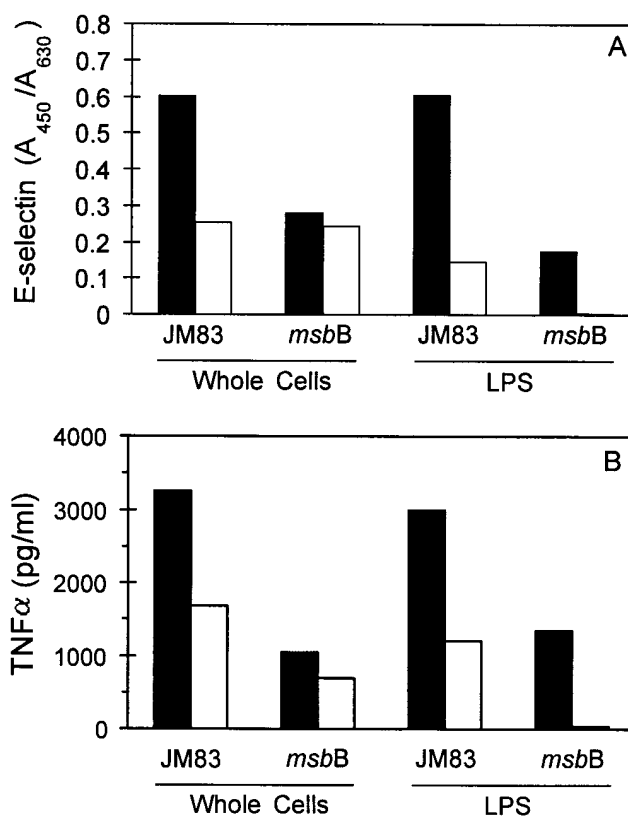 A
E-selectin (A450/A630)
0.8
0.7
0.6
0.5
0.4
0.3
0.2
0.1
0
JM83 msbB JM83 msbB
Whole Cells LPS
B
TNFα (pg/ml)
4000
3000
2000
1000
0
JM83 msbB JM83 msbB
Whole Cells LPS